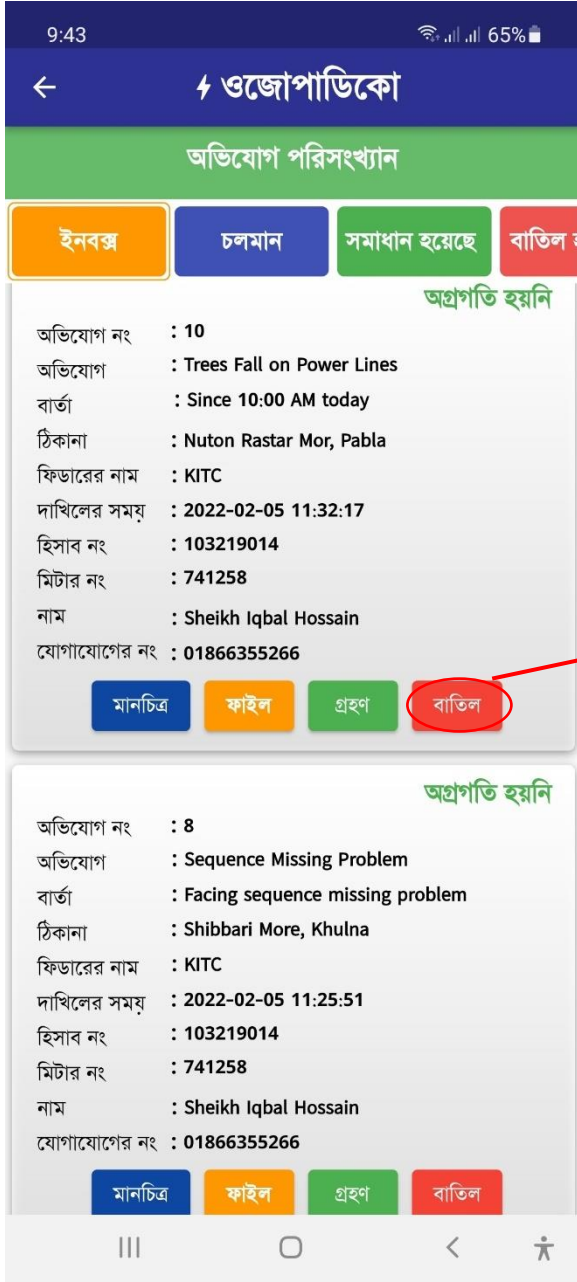 9:43 65%
ওজোপাডিকো
অভিযোগ পরিসংখ্যান
ইনবক্স চলমান সমাধান হয়েছে বাতিল
অগ্রগতি হয়নি
অভিযোগ নং : 10
অভিযোগ : Trees Fall on Power Lines
বার্তা : Since 10:00 AM today
ঠিকানা : Nuton Rastar Mor, Pabla
ফিডারের নাম : KITC
দাখিলের সময় : 2022-02-05 11:32:17
হিসাব নং : 103219014
মিটার নং : 741258
নাম : Sheikh Iqbal Hossain
যোগাযোগের নং : 01866355266
মানচিত্র ফাইল গ্রহণ বাতিল
অগ্রগতি হয়নি
অভিযোগ নং : 8
অভিযোগ : Sequence Missing Problem
বার্তা : Facing sequence missing problem
ঠিকানা : Shibbari More, Khulna
ফিডারের নাম : KITC
দাখিলের সময় : 2022-02-05 11:25:51
হিসাব নং : 103219014
মিটার নং : 741258
নাম : Sheikh Iqbal Hossain
যোগাযোগের নং : 01866355266
মানচিত্র ফাইল গ্রহণ বাতিল